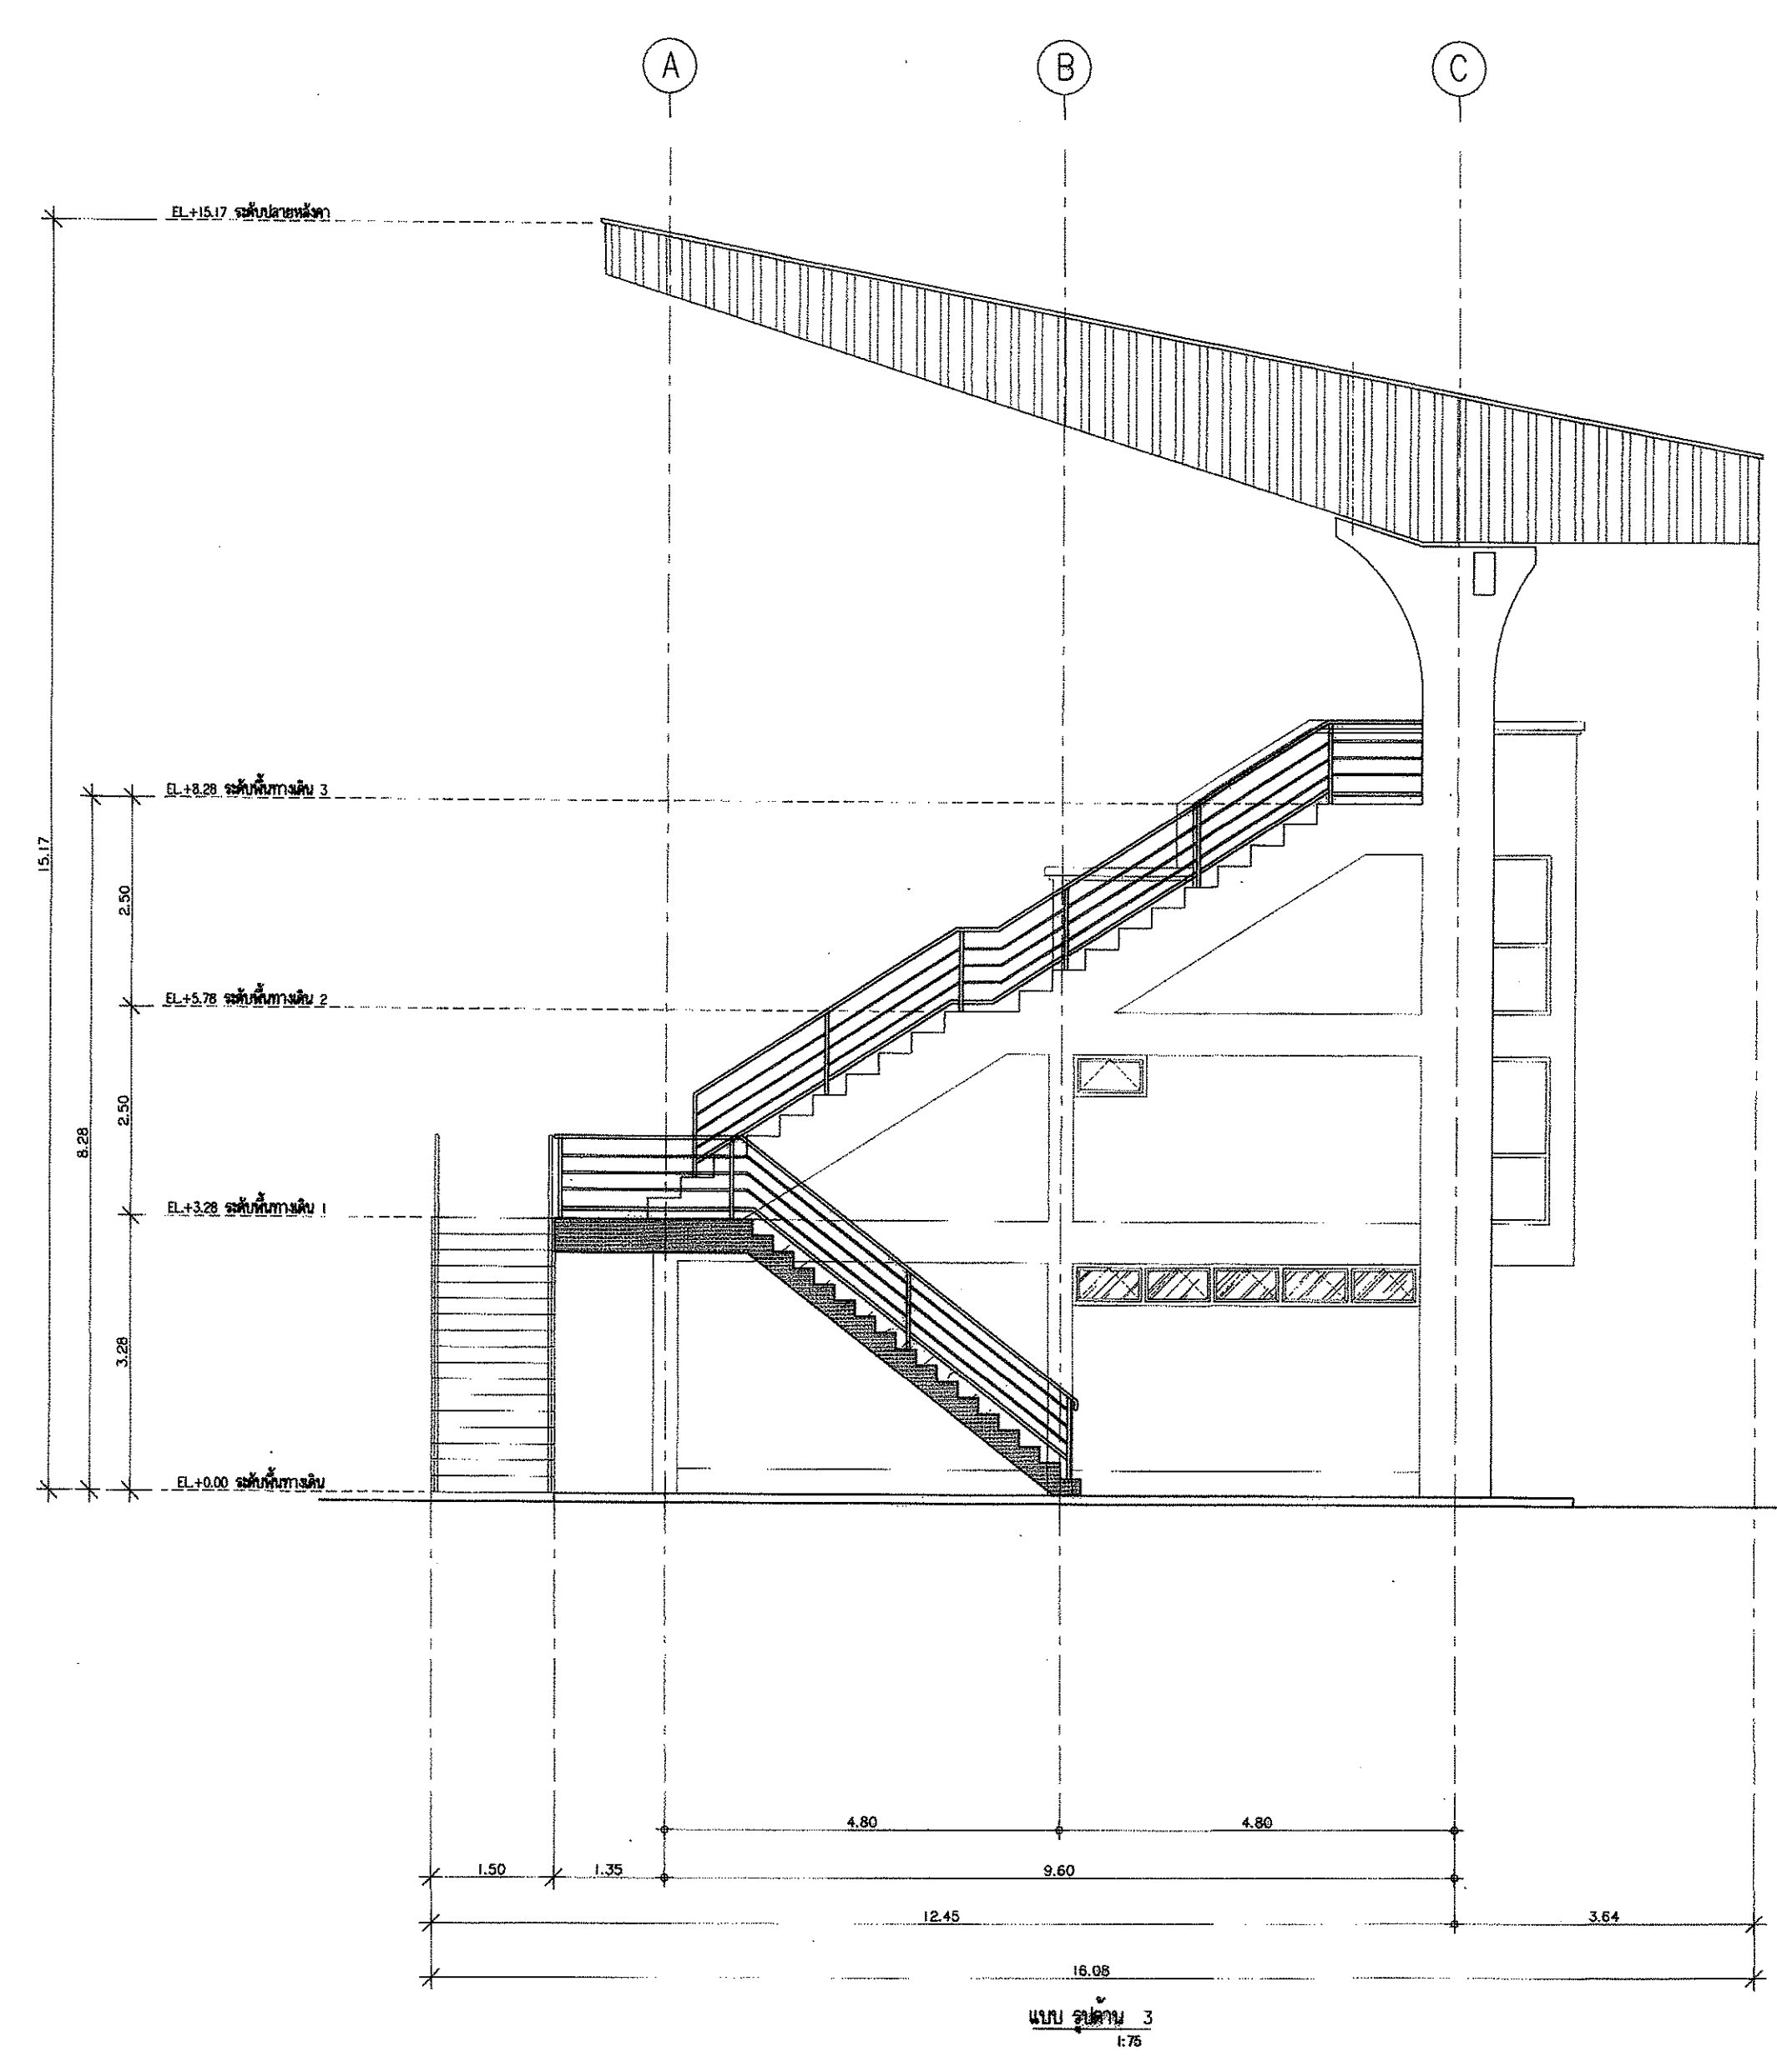 A B C
EL.+15.17 ระดับปลายหลังคา
EL.+8.28 ระดับพื้นทางเดิน 3
15.17
2.50
EL.+5.78 ระดับพื้นทางเดิน 2
2.50
8.28
EL.+3.28 ระดับพื้นทางเดิน 1
3.28
EL.+0.00 ระดับพื้นทางเดิน
4.80 4.80
1.50 1.35 9.60
12.45 3.64
16.08
แบบ รูปด้าน 3
1:75